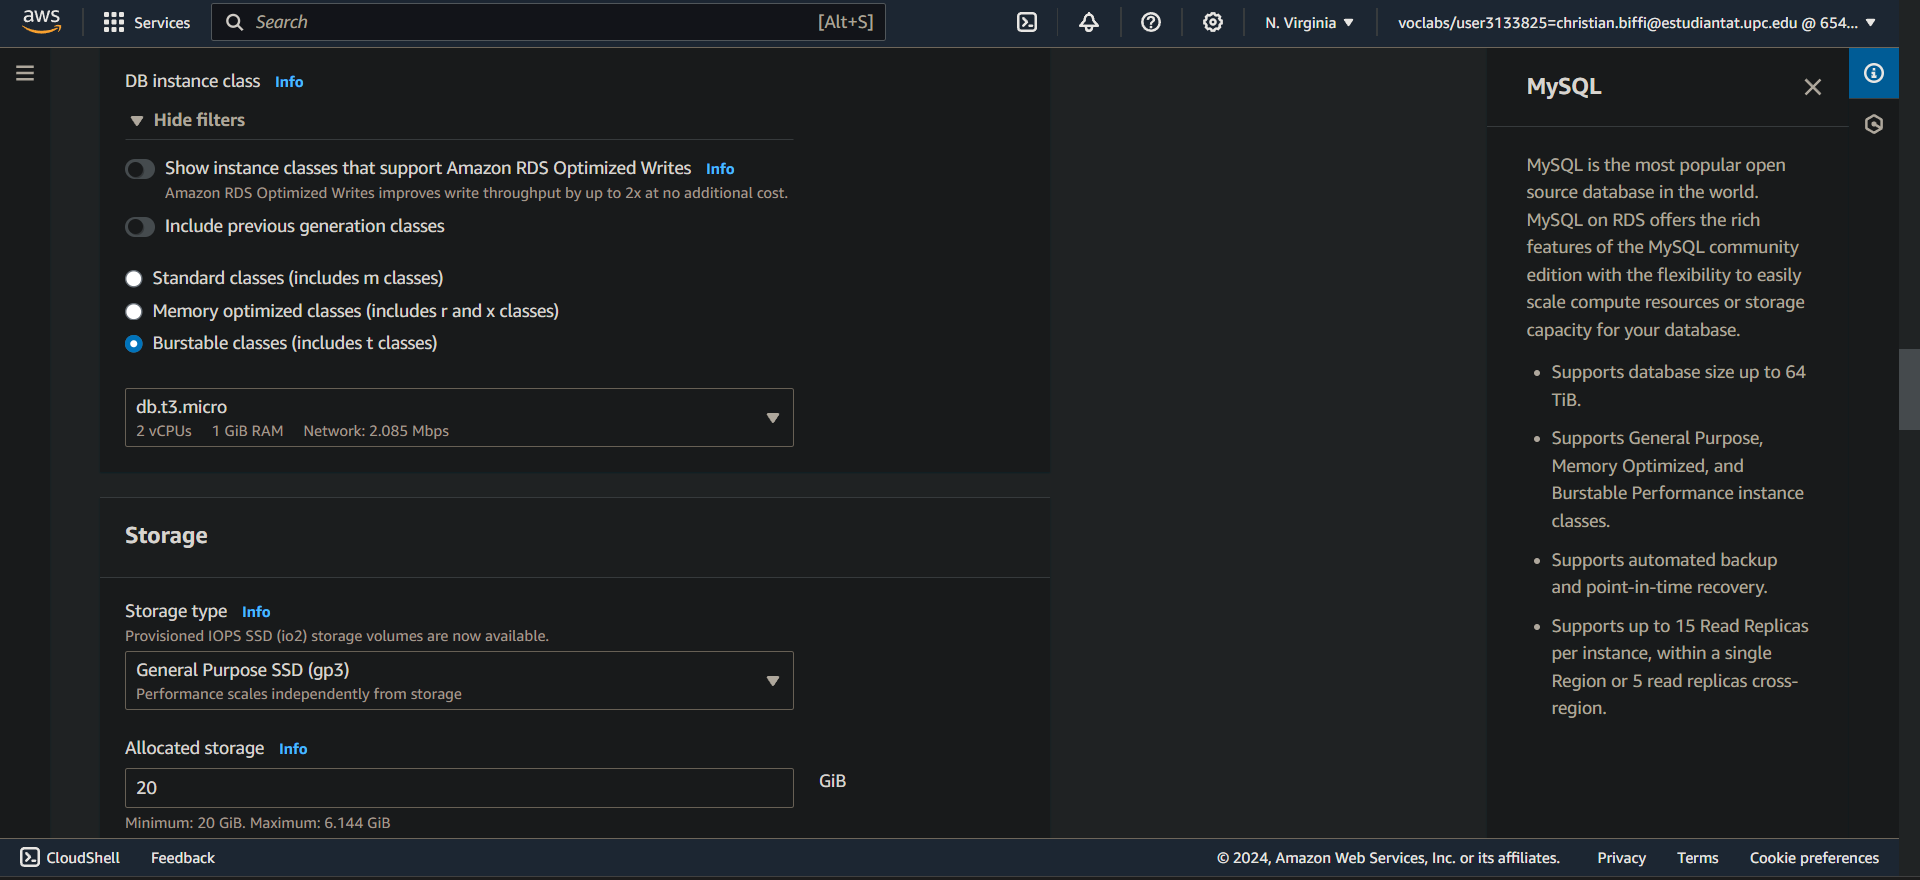 aws
Services
Search
[Alt+S]
N. Virginia
voclabs/user3133825=christian.biffi@estudiantat.upc.edu @ 654...
DB instance class Info
Hide filters
Show instance classes that support Amazon RDS Optimized Writes Info
Amazon RDS Optimized Writes improves write throughput by up to 2x at no additional cost.
Include previous generation classes
Standard classes (includes m classes)
Memory optimized classes (includes r and x classes)
Burstable classes (includes t classes)
db.t3.micro
2 vCPUs 1 GiB RAM Network: 2.085 Mbps
Storage
Storage type Info
Provisioned IOPS SSD (io2) storage volumes are now available.
General Purpose SSD (gp3)
Performance scales independently from storage
Allocated storage Info
20
GiB
Minimum: 20 GiB. Maximum: 6.144 GiB
MySQL
MySQL is the most popular open
source database in the world.
MySQL on RDS offers the rich
features of the MySQL community
edition with the flexibility to easily
scale compute resources or storage
capacity for your database.
• Supports database size up to 64
TiB.
• Supports General Purpose,
Memory Optimized, and
Burstable Performance instance
classes.
• Supports automated backup
and point-in-time recovery.
• Supports up to 15 Read Replicas
per instance, within a single
Region or 5 read replicas cross-
region.
CloudShell
Feedback
© 2024, Amazon Web Services, Inc. or its affiliates.
Privacy
Terms
Cookie preferences